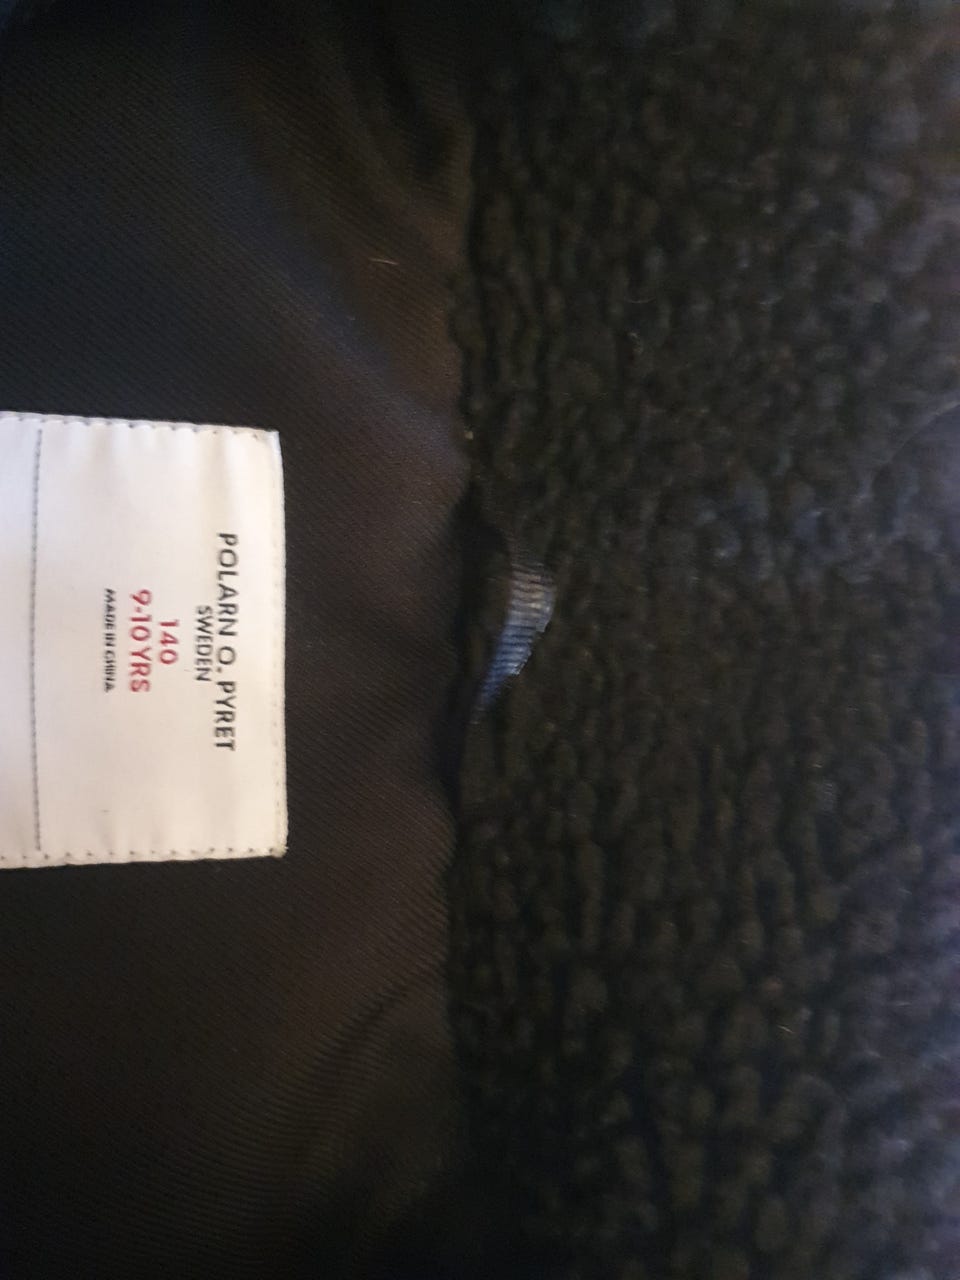 POLARN O. PYRET
SWEDEN
140
9-10 YRS
MADE IN CHINA